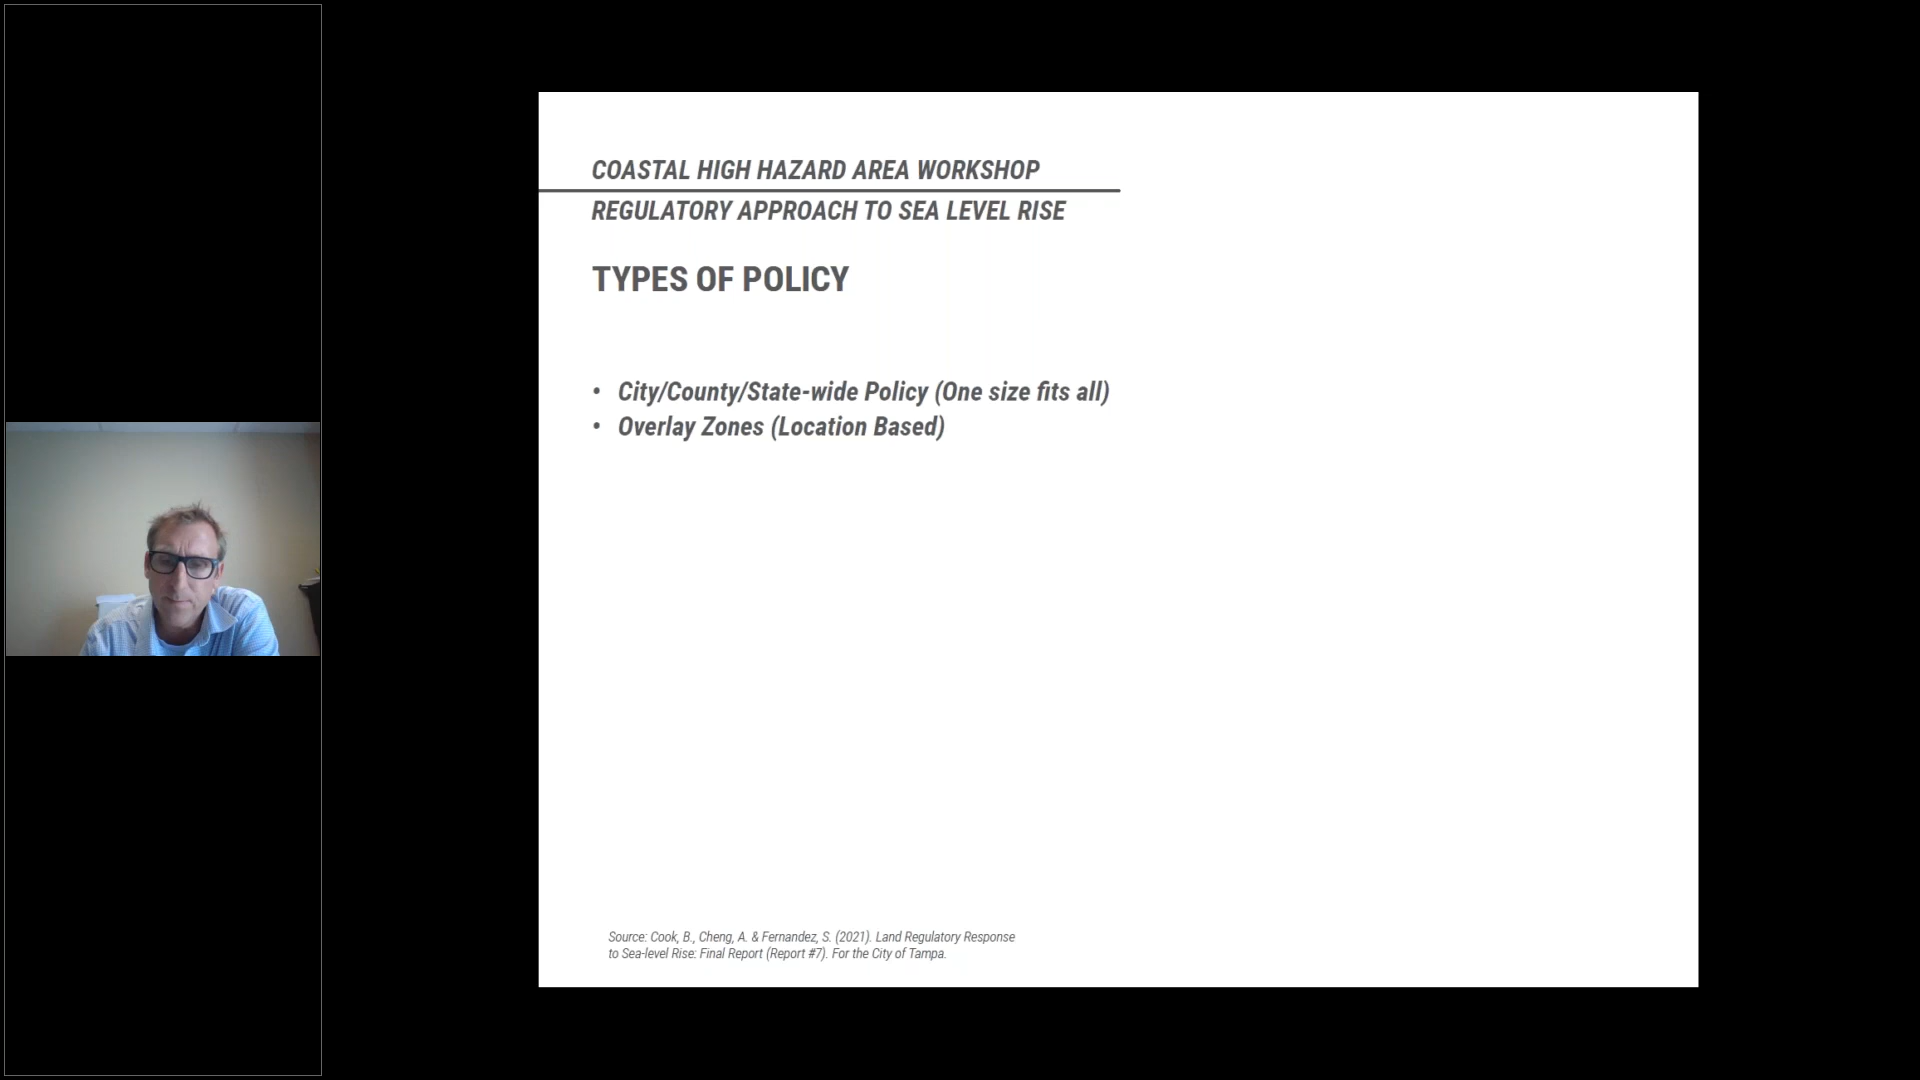 COASTAL HIGH HAZARD AREA WORKSHOP
REGULATORY APPROACH TO SEA LEVEL RISE
TYPES OF POLICY
• City/County/State-wide Policy (One size fits all)
• Overlay Zones (Location Based)
Source: Cook, B., Cheng, A. & Fernandez, S. (2021). Land Regulatory Response
to Sea-level Rise: Final Report (Report #7). For the City of Tampa.